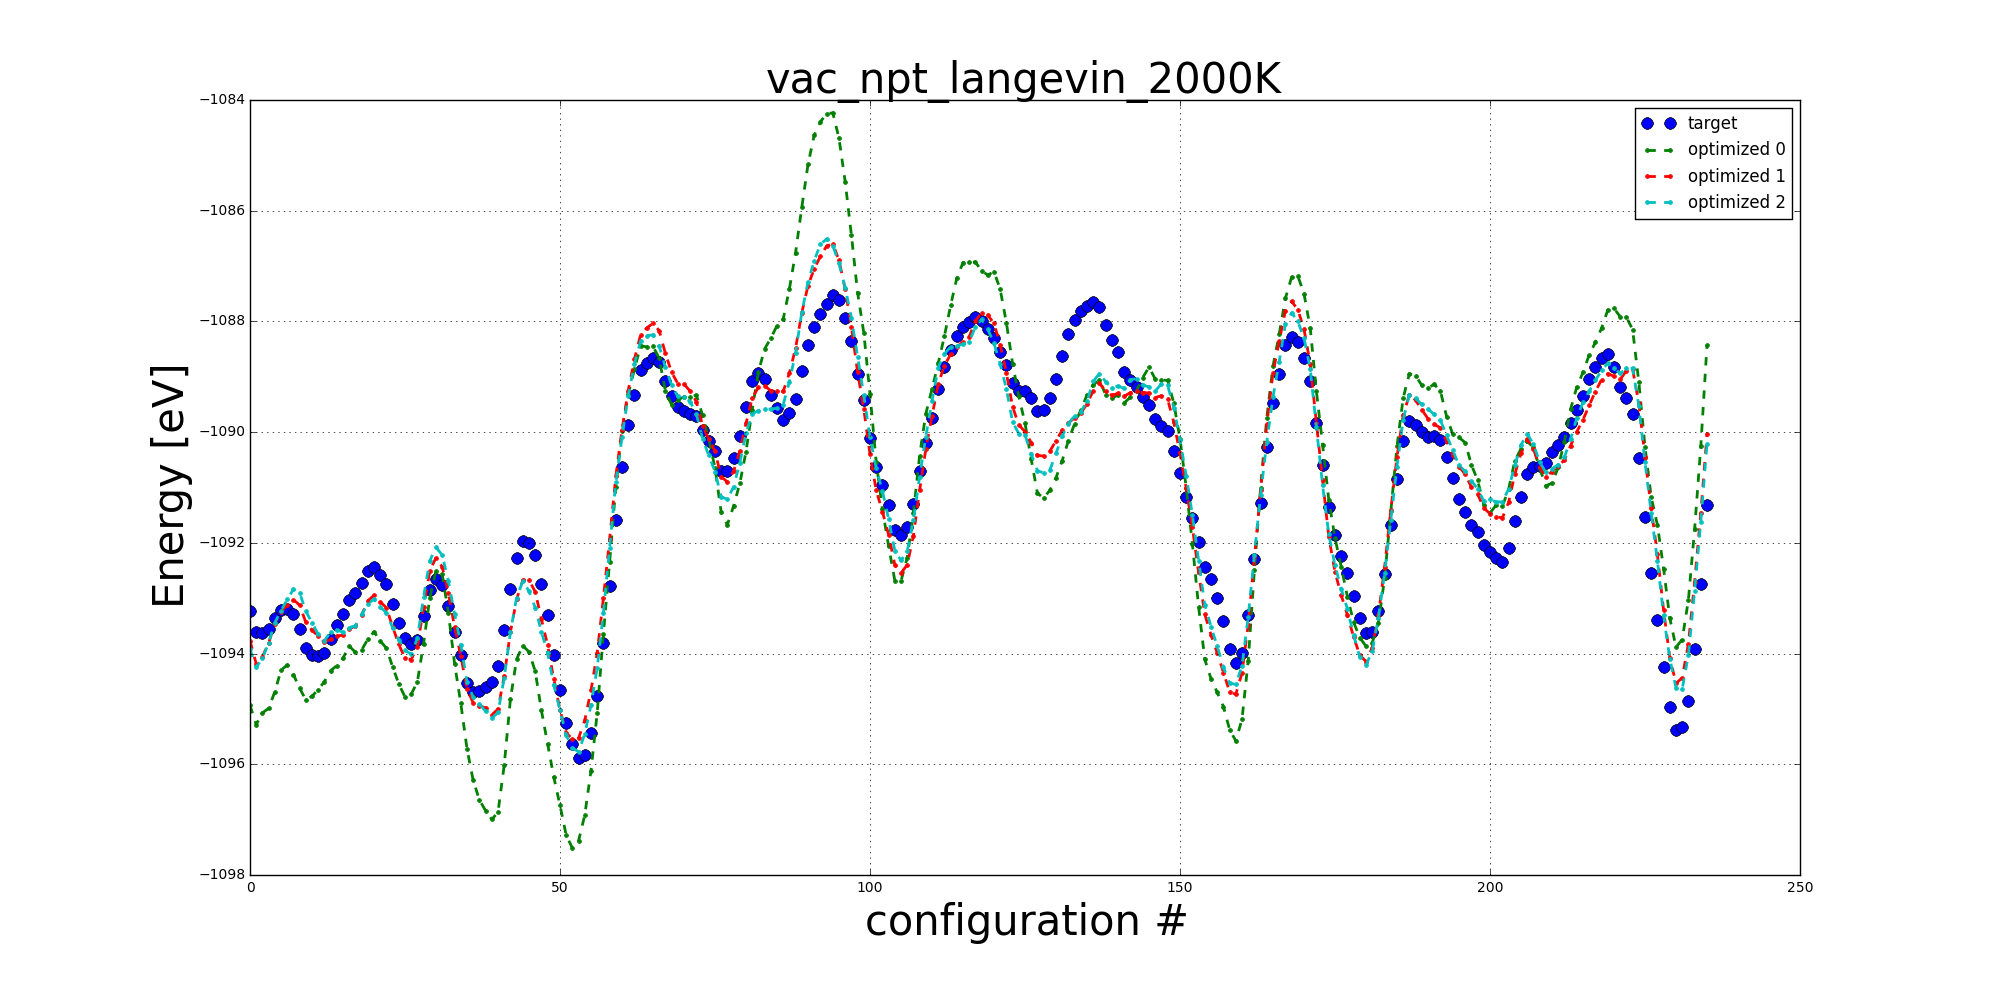 vac_npt_langevin_2000K
−1084
−1086
−1088
−1090
−1092
−1094
−1096
−1098
Energy [eV]
target
optimized 0
optimized 1
optimized 2
0
50
100
150
200
250
configuration #